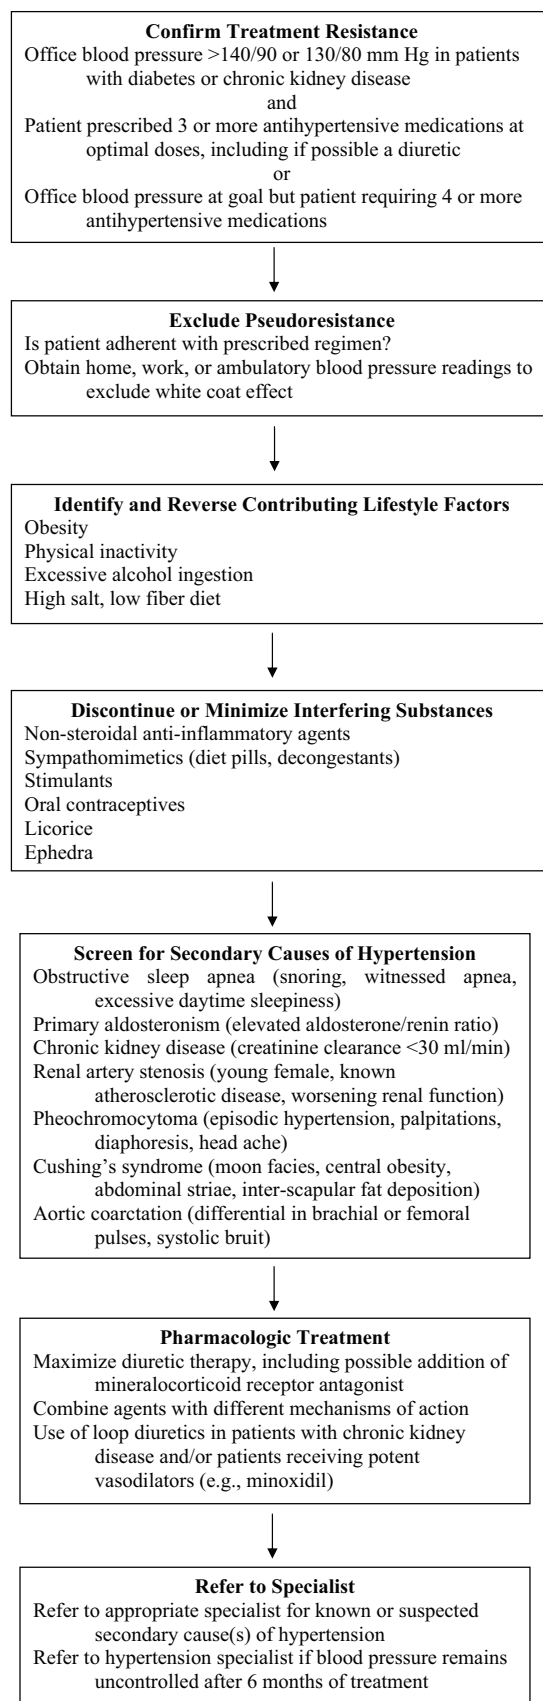 Confirm Treatment Resistance
Office blood pressure >140/90 or 130/80 mm Hg in patients
with diabetes or chronic kidney disease
and
Patient prescribed 3 or more antihypertensive medications at
optimal doses, including if possible a diuretic
or
Office blood pressure at goal but patient requiring 4 or more
antihypertensive medications
Exclude Pseudoresistance
Is patient adherent with prescribed regimen?
Obtain home, work, or ambulatory blood pressure readings to
exclude white coat effect
Identify and Reverse Contributing Lifestyle Factors
Obesity
Physical inactivity
Excessive alcohol ingestion
High salt, low fiber diet
Discontinue or Minimize Interfering Substances
Non-steroidal anti-inflammatory agents
Sympathomimetics (diet pills, decongestants)
Stimulants
Oral contraceptives
Licorice
Ephedra
Screen for Secondary Causes of Hypertension
Obstructive sleep apnea (snoring, witnessed apnea,
excessive daytime sleepiness)
Primary aldosteronism (elevated aldosterone/renin ratio)
Chronic kidney disease (creatinine clearance <30 ml/min)
Renal artery stenosis (young female, known
atherosclerotic disease, worsening renal function)
Pheochromocytoma (episodic hypertension, palpitations,
diaphoresis, head ache)
Cushing's syndrome (moon facies, central obesity,
abdominal striae, inter-scapular fat deposition)
Aortic coarctation (differential in brachial or femoral
pulses, systolic bruit)
Pharmacologic Treatment
Maximize diuretic therapy, including possible addition of
mineralocorticoid receptor antagonist
Combine agents with different mechanisms of action
Use of loop diuretics in patients with chronic kidney
disease and/or patients receiving potent
vasodilators (e.g., minoxidil)
Refer to Specialist
Refer to appropriate specialist for known or suspected
secondary cause(s) of hypertension
Refer to hypertension specialist if blood pressure remains
uncontrolled after 6 months of treatment